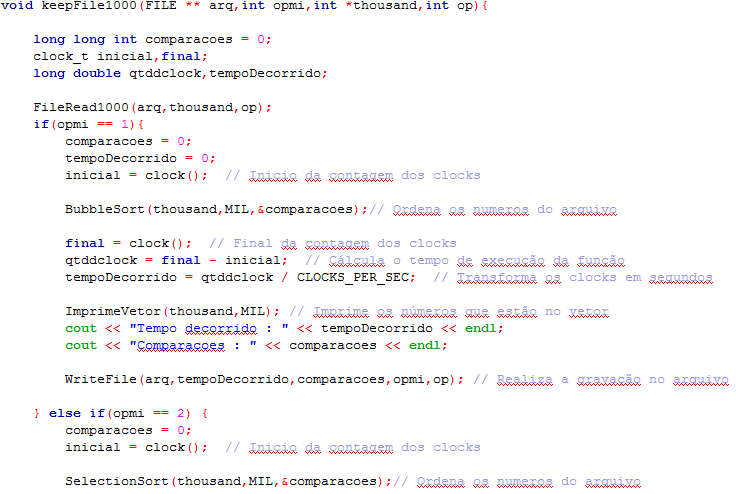 void keepFile1000(FILE ** arq,int opmi,int *thousand,int op){
long long int comparacoes = 0;
clock_t inicial,final;
long double qtddclock,tempoDecorrido;
FileRead1000(arq,thousand,op);
if(opmi == 1){
comparacoes = 0;
tempoDecorrido = 0;
inicial = clock(); // Inicio da contagem dos clocks
BubbleSort(thousand,MIL,&comparacoes);// Ordena os numeros do arquivo
final = clock(); // Final da contagem dos clocks
qtddclock = final - inicial; // Cálcula o tempo de execução da função
tempoDecorrido = qtddclock / CLOCKS_PER_SEC; // Transforma os clocks em segundos
ImprimeVetor(thousand,MIL); // Imprime os números que estão no vetor
cout << "Tempo decorrido : " << tempoDecorrido << endl;
cout << "Comparacoes : " << comparacoes << endl;
WriteFile(arq,tempoDecorrido,comparacoes,opmi,op); // Realiza a gravação no arquivo
} else if(opmi == 2) {
comparacoes = 0;
inicial = clock(); // Inicio da contagem dos clocks
SelectionSort(thousand,MIL,&comparacoes);// Ordena os numeros do arquivo